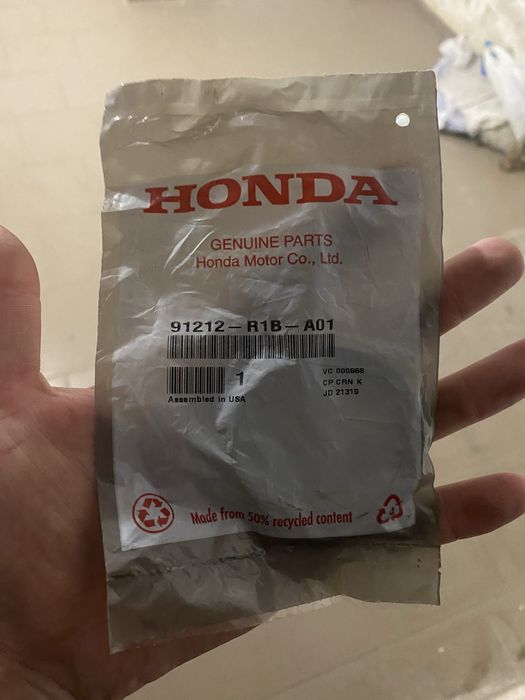 HONDA
GENUINE PARTS
Honda Motor Co., Ltd.
91212-R1B-A01
1
VC 000966
CP CRN K
JD 21319
Assembled in USA
Made from 50% recycled content
4